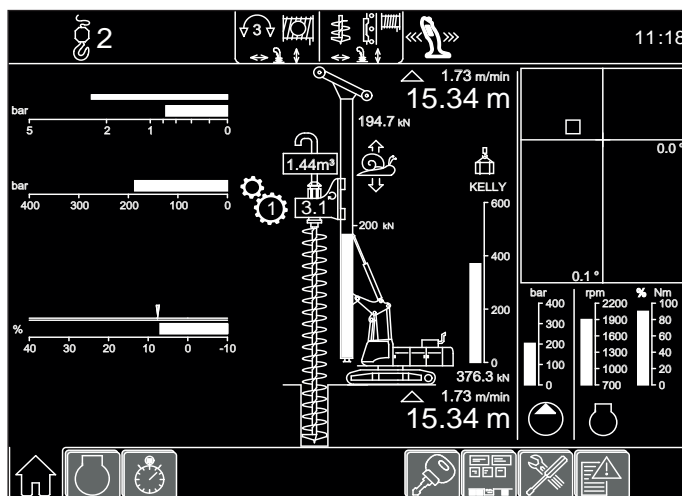 2
3
11:18
1.73 m/min
15.34 m
bar
5 2 1 0
194.7 kN
1.44m³
KELLY
0.0 °
bar
400 300 200 100 0
1
3.1
200 kN
600
400
200
0
0.1 °
bar
400
300
200
100
0
rpm
2200
1900
1600
1300
1000
700
% Nm
100
80
60
40
20
0
%
40 30 20 10 0 -10
376.3 kN
1.73 m/min
15.34 m